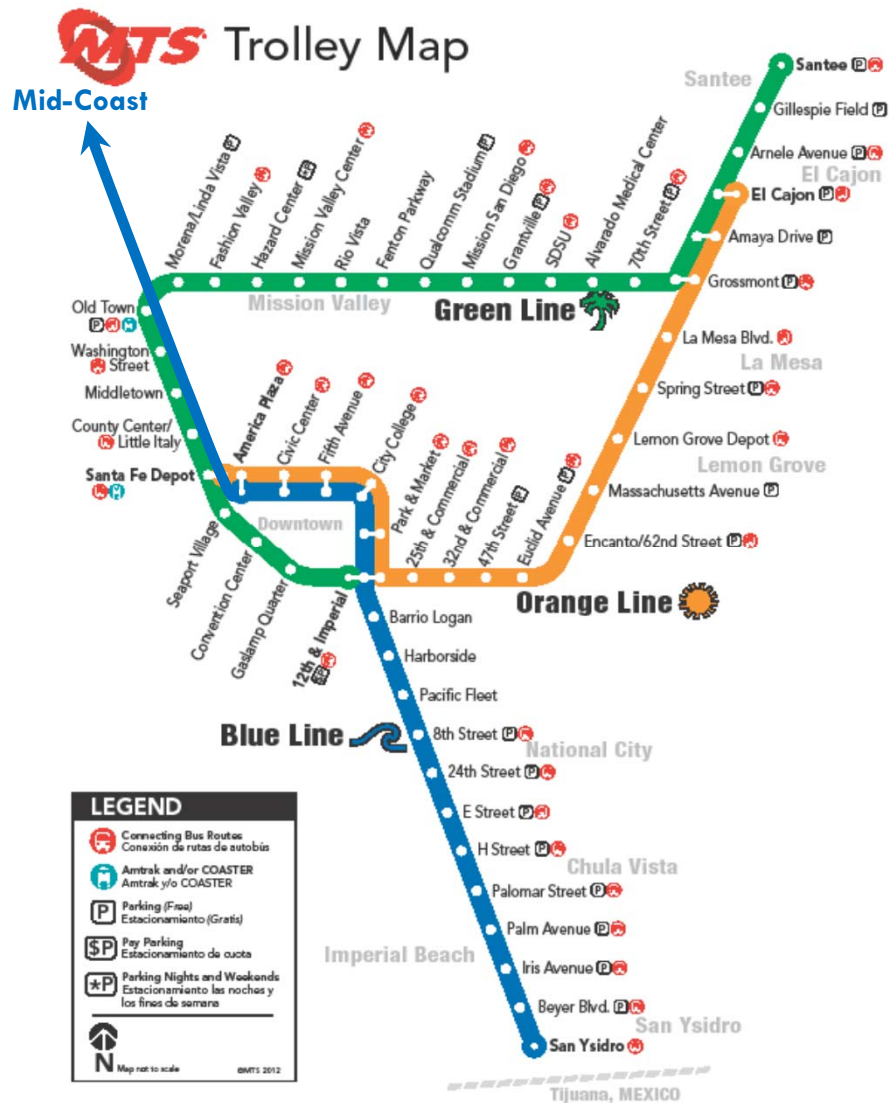 MTS Trolley Map
Mid-Coast
Santee
Santee P
Gillespie Field P
Arnele Avenue P
El Cajon
El Cajon P
Amaya Drive P
Grossmont P
La Mesa Blvd.
La Mesa
Spring Street P
Lemon Grove Depot
Lemon Grove
Massachusetts Avenue P
Encanto/62nd Street P
Morena/Linda Vista P
Fashion Valley
Hazard Center
Mission Valley Center
Rio Vista
Fenton Parkway
Qualcomm Stadium P
Mission San Diego
Grantville P
SDSU
Alvarado Medical Center
70th Street P
Mission Valley
Green Line
Old Town
P
Washington
Street
Middletown
County Center/
Little Italy
Santa Fe Depot
America Plaza
Civic Center
Fifth Avenue
City College
Park & Market
25th & Commercial
32nd & Commercial
47th Street P
Euclid Avenue P
Downtown
Seaport Village
Convention Center
Gaslamp Quarter
12th & Imperial
Orange Line
Barrio Logan
Harborside
Pacific Fleet
Blue Line
8th Street P
National City
24th Street P
E Street P
H Street P
Chula Vista
Palomar Street P
Palm Avenue P
Imperial Beach
Iris Avenue P
Beyer Blvd. P
San Ysidro
San Ysidro
Tijuana, MEXICO
LEGEND
Connecting Bus Routes
Conexión de rutas de autobús
Amtrak and/or COASTER
Amtrak y/o COASTER
P Parking (Free)
Estacionamiento (Gratis)
$P Pay Parking
Estacionamiento de cuota
*P Parking Nights and Weekends
Estacionamiento las noches y
los fines de semana
N Map not to scale
©MTS 2012